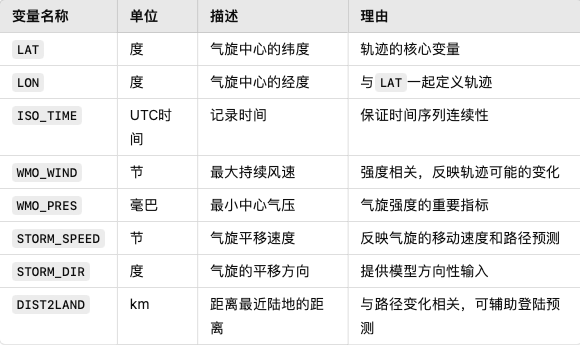 变量名称 单位 描述 理由
LAT 度 气旋中心的纬度 轨迹的核心变量
LON 度 气旋中心的经度 与 LAT 一起定义轨迹
ISO_TIME UTC时间 记录时间 保证时间序列连续性
WMO_WIND 节 最大持续风速 强度相关，反映轨迹可能的变化
WMO_PRES 毫巴 最小中心气压 气旋强度的重要指标
STORM_SPEED 节 气旋平移速度 反映气旋的移动速度和路径预测
STORM_DIR 度 气旋的平移方向 提供模型方向性输入
DIST2LAND km 距离最近陆地的距离 与路径变化相关，可辅助登陆预测